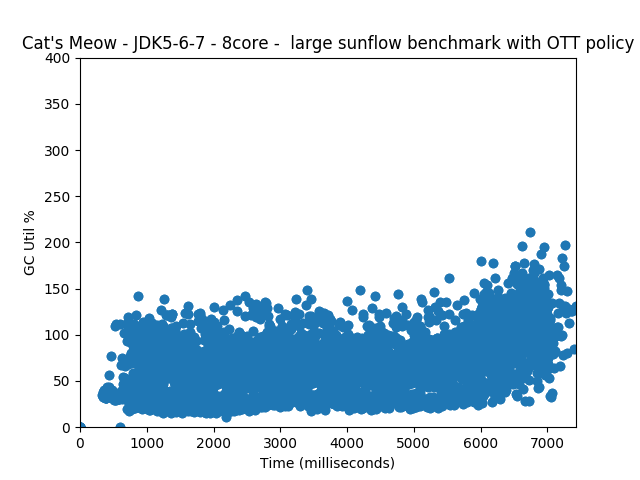 Cat's Meow - JDK5-6-7 - 8core -  large sunflow benchmark with OTT policy
400
350
300
250
200
150
100
50
0
GC Util %
0 1000 2000 3000 4000 5000 6000 7000
Time (milliseconds)